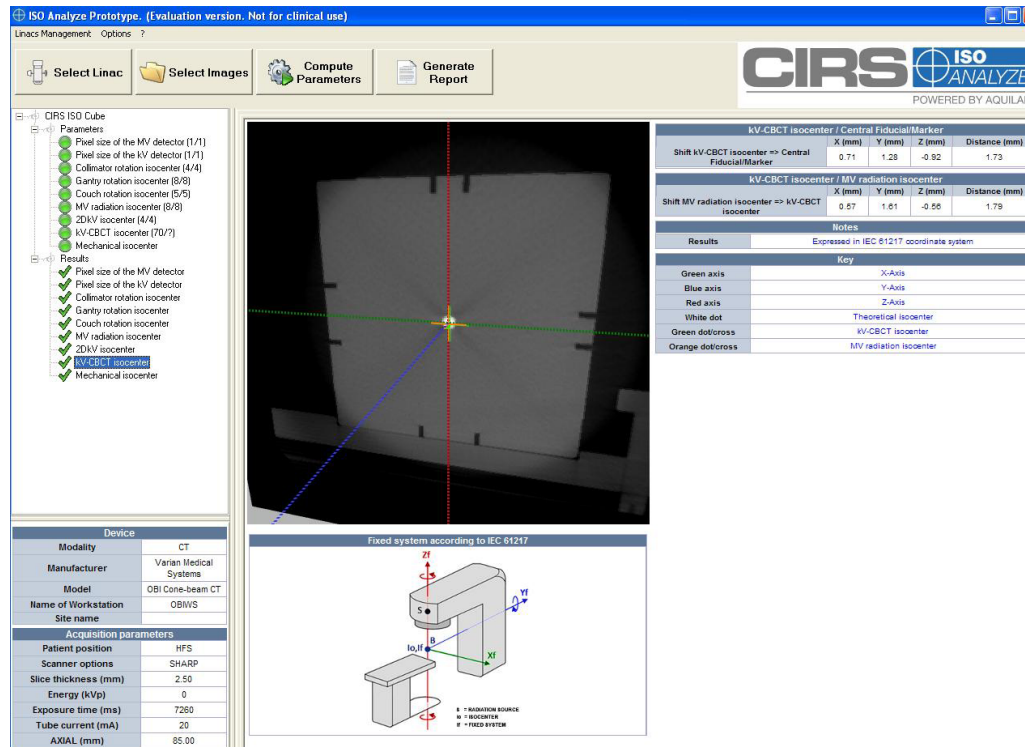 ISO Analyze Prototype. (Evaluation version. Not for clinical use)
Linacs Management Options ?
Select Linac
Select Images
Compute Parameters
Generate Report
CIRS ISO ANALYZE
POWERED BY AQUILAB
CIRS ISO Cube
Parameters
Pixel size of the MV detector (1/1)
Pixel size of the kV detector (1/1)
Collimator rotation isocenter (4/4)
Gantry rotation isocenter (8/8)
Couch rotation isocenter (5/5)
MV radiation isocenter (8/8)
2DkV isocenter (4/4)
kV-CBCT isocenter (70/?)
Mechanical isocenter
Results
Pixel size of the MV detector
Pixel size of the kV detector
Collimator rotation isocenter
Gantry rotation isocenter
Couch rotation isocenter
MV radiation isocenter
2DkV isocenter
kV-CBCT isocenter
Mechanical isocenter
Device
Modality CT
Manufacturer Varian Medical Systems
Model OBI Cone-beam CT
Name of Workstation OBIWS
Site name
Acquisition parameters
Patient position HFS
Scanner options SHARP
Slice thickness (mm) 2.50
Energy (kVp) 0
Exposure time (ms) 7260
Tube current (mA) 20
AXIAL (mm) 85.00
kV-CBCT isocenter / Central Fiducial/Marker
X (mm) Y (mm) Z (mm) Distance (mm)
Shift kV-CBCT isocenter => Central Fiducial/Marker 0.71 1.28 -0.92 1.73
kV-CBCT isocenter / MV radiation isocenter
X (mm) Y (mm) Z (mm) Distance (mm)
Shift MV radiation isocenter => kV-CBCT isocenter 0.57 1.61 -0.56 1.79
Notes
Results Expressed in IEC 61217 coordinate system
Key
Green axis X-Axis
Blue axis Y-Axis
Red axis Z-Axis
White dot Theoretical isocenter
Green dot/cross kV-CBCT isocenter
Orange dot/cross MV radiation isocenter
Fixed system according to IEC 61217
Zf
Yf
S
B
Io,If
Xf
S = RADIATION SOURCE
Io = ISOCENTER
If = FIXED SYSTEM